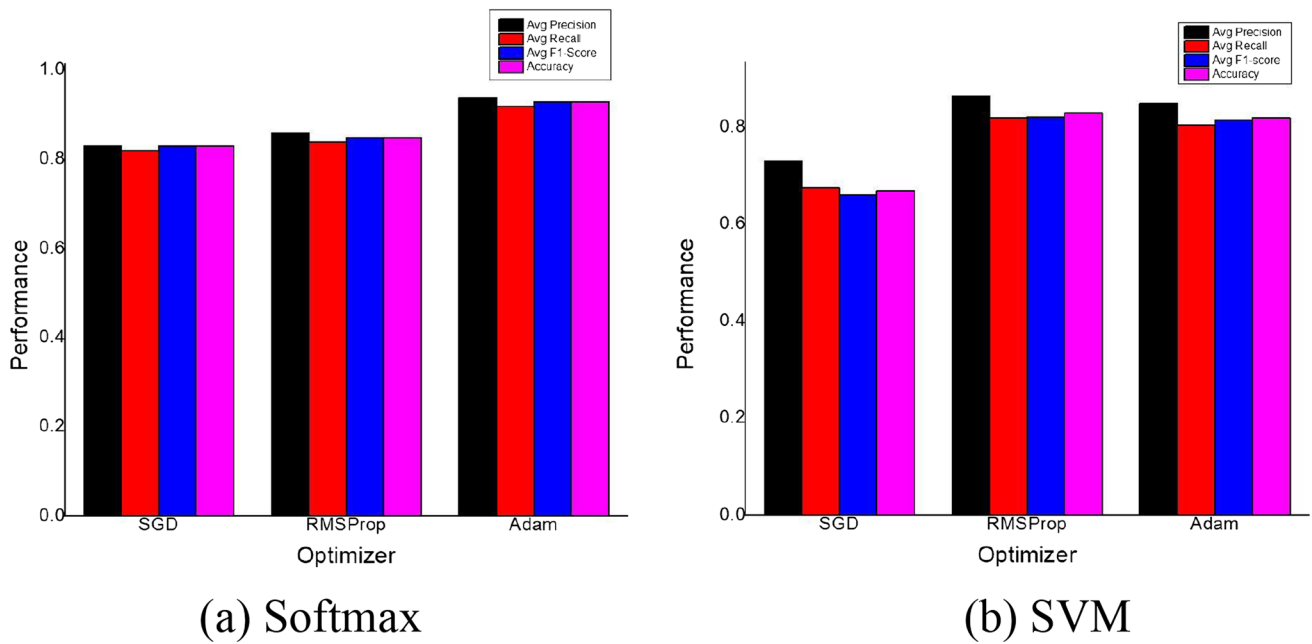 Avg Precision
Avg Recall
Avg F1-Score
Accuracy
1.0
0.8
0.6
0.4
0.2
0.0
Performance
SGD RMSProp Adam
Optimizer
(a) Softmax
Avg Precision
Avg Recall
Avg F1-score
Accuracy
0.8
0.6
0.4
0.2
0.0
Performance
SGD RMSProp Adam
Optimizer
(b) SVM